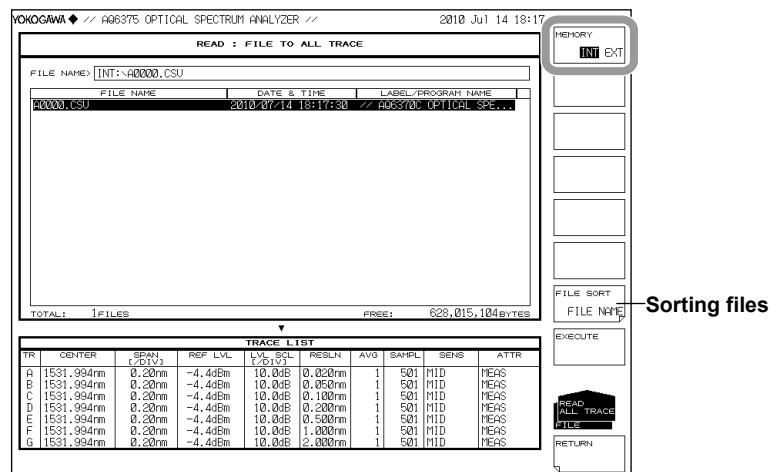 YOKOGAWA ◆ // AQ6375 OPTICAL SPECTRUM ANALYZER // 2010 Jul 14 18:17
READ : FILE TO ALL TRACE
FILE NAME> INT:\A0000.CSV
FILE NAME DATE & TIME LABEL/PROGRAM NAME
A0000.CSV 2010/07/14 18:17:30 // AQ6370C OPTICAL SPE...
TOTAL: 1FILES FREE: 628,015,104BYTES
▼
TRACE LIST
TR CENTER SPAN [/DIV] REF LVL LVL SCL [/DIV] RESLN AVG SAMPL SENS ATTR
A 1531.994nm 0.20nm -4.4dBm 10.0dB 0.020nm 1 501 MID MEAS
B 1531.994nm 0.20nm -4.4dBm 10.0dB 0.050nm 1 501 MID MEAS
C 1531.994nm 0.20nm -4.4dBm 10.0dB 0.100nm 1 501 MID MEAS
D 1531.994nm 0.20nm -4.4dBm 10.0dB 0.200nm 1 501 MID MEAS
E 1531.994nm 0.20nm -4.4dBm 10.0dB 0.500nm 1 501 MID MEAS
F 1531.994nm 0.20nm -4.4dBm 10.0dB 1.000nm 1 501 MID MEAS
G 1531.994nm 0.20nm -4.4dBm 10.0dB 2.000nm 1 501 MID MEAS
MEMORY
INT EXT
FILE SORT
FILE NAME
Sorting files
EXECUTE
READ
ALL TRACE
FILE
RETURN